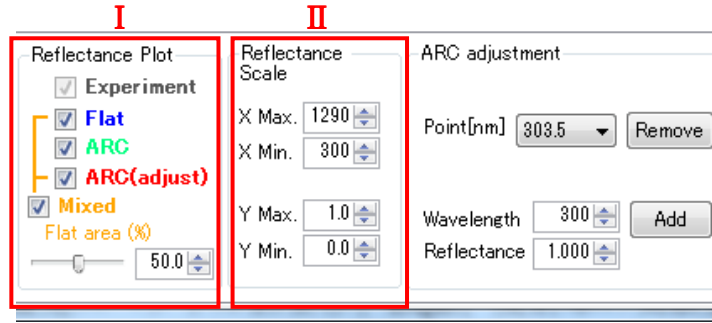 I
II
Reflectance Plot
Experiment
Flat
ARC
ARC(adjust)
Mixed
Flat area (%)
50.0
Reflectance
Scale
X Max. 1290
X Min. 300
Y Max. 1.0
Y Min. 0.0
ARC adjustment
Point[nm] 303.5 Remove
Wavelength 300 Add
Reflectance 1.000